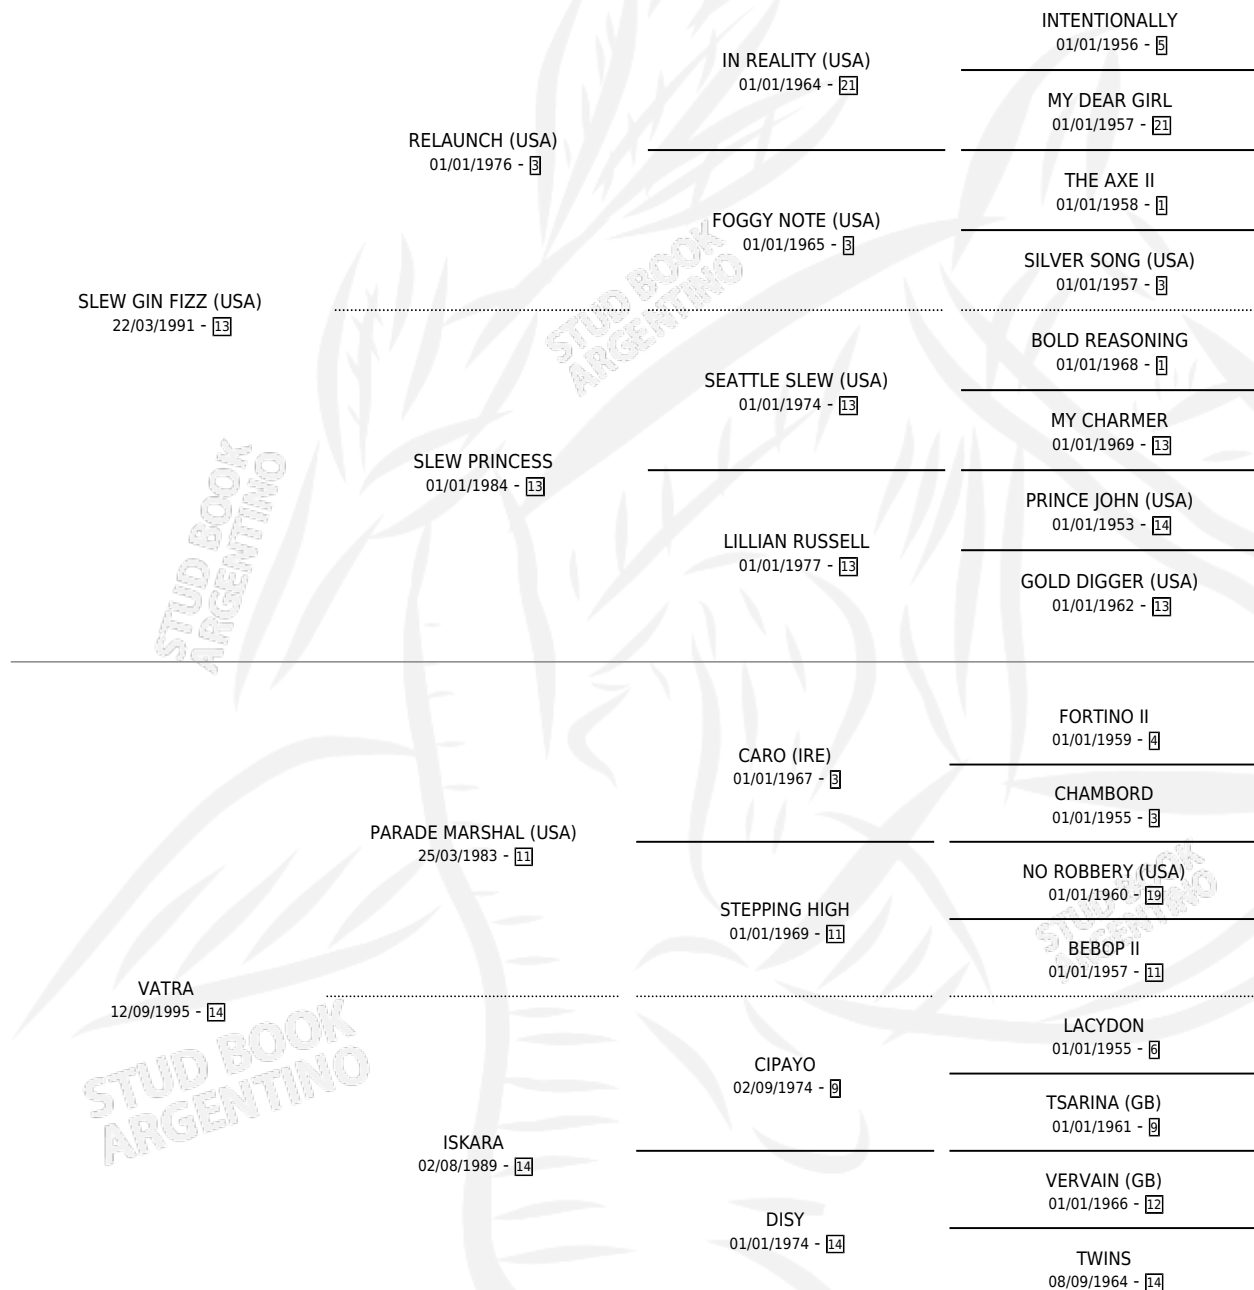 INTENTIONALLY
01/01/1956 - 5
IN REALITY (USA)
01/01/1964 - 21
MY DEAR GIRL
01/01/1957 - 21
RELAUNCH (USA)
01/01/1976 - 3
THE AXE II
01/01/1958 - 1
FOGGY NOTE (USA)
01/01/1965 - 3
SILVER SONG (USA)
01/01/1957 - 3
SLEW GIN FIZZ (USA)
22/03/1991 - 13
BOLD REASONING
01/01/1968 - 1
SEATTLE SLEW (USA)
01/01/1974 - 13
MY CHARMER
01/01/1969 - 13
SLEW PRINCESS
01/01/1984 - 13
PRINCE JOHN (USA)
01/01/1953 - 14
LILLIAN RUSSELL
01/01/1977 - 13
GOLD DIGGER (USA)
01/01/1962 - 13
FORTINO II
01/01/1959 - 4
CARO (IRE)
01/01/1967 - 3
CHAMBORD
01/01/1955 - 3
PARADE MARSHAL (USA)
25/03/1983 - 11
NO ROBBERY (USA)
01/01/1960 - 19
STEPPING HIGH
01/01/1969 - 11
BEBOP II
01/01/1957 - 11
VATRA
12/09/1995 - 14
LACYDON
01/01/1955 - 6
CIPAYO
02/09/1974 - 9
TSARINA (GB)
01/01/1961 - 9
ISKARA
02/08/1989 - 14
VERVAIN (GB)
01/01/1966 - 12
DISY
01/01/1974 - 14
TWINS
08/09/1964 - 14
STUD BOOK
ARGENTINO
STUD BOOK
ARGENTINO
STUD BOOK
ARGENTINO
STUD BOOK
ARGENTINO